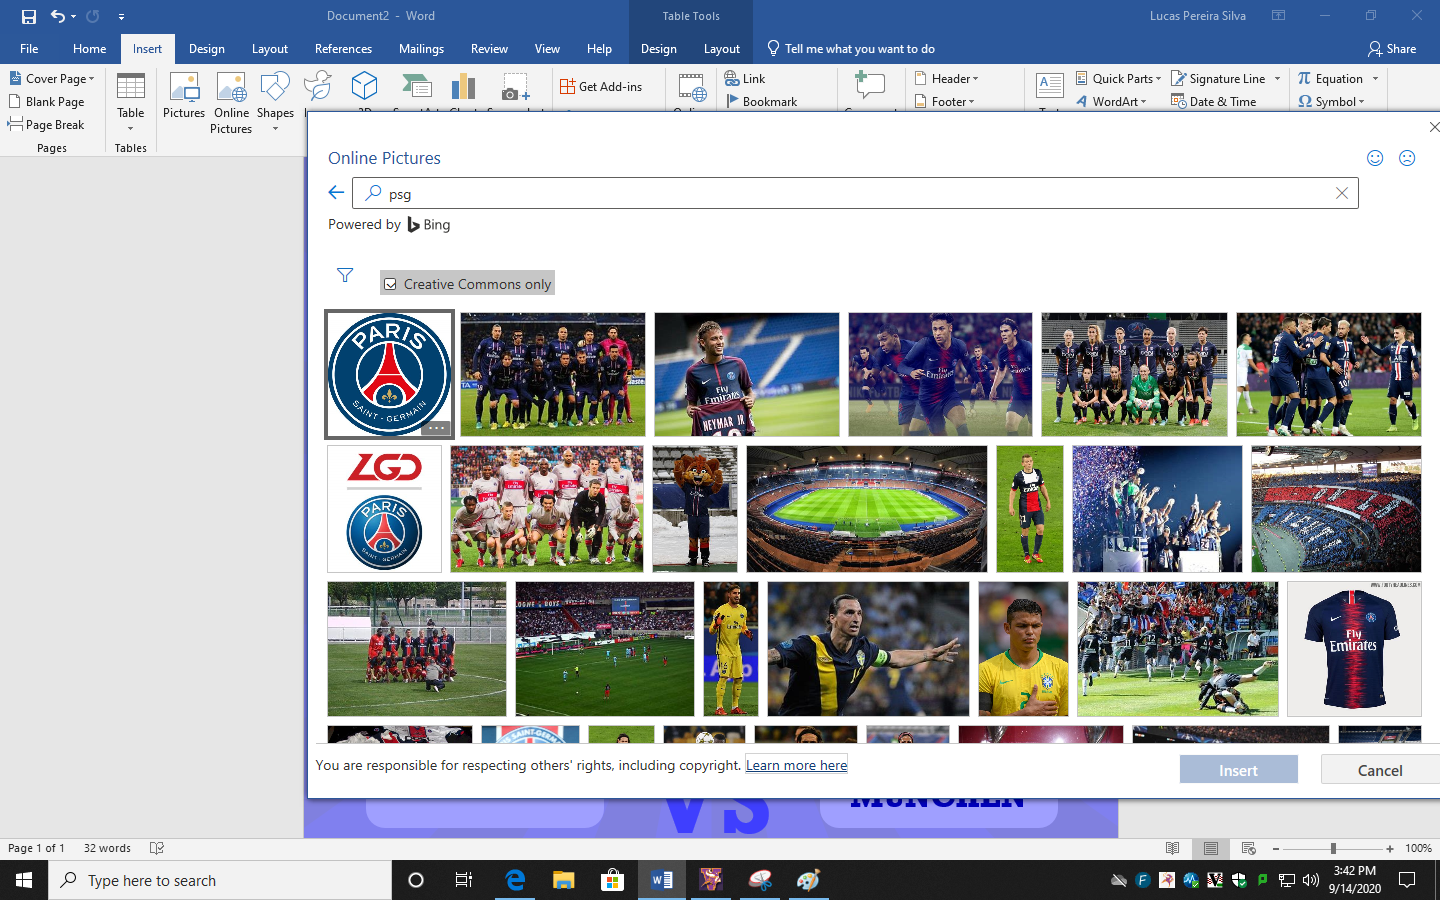 Document2 - Word
Table Tools
Lucas Pereira Silva
File Home Insert Design Layout References Mailings Review View Help Design Layout Tell me what you want to do Share
Cover Page
Blank Page
Page Break
Pages
Table
Tables
Pictures
Online Pictures
Shapes
Get Add-ins
Link
Bookmark
Header
Footer
Quick Parts
WordArt
Signature Line
Date & Time
Equation
Symbol
Online Pictures
psg
Powered by Bing
Creative Commons only
PARIS
SAINT - GERMAIN
Fly
Emirates
NEYMAR JR
Fly
Emirates
LGD
PARIS
SAINT - GERMAIN
Fly
Emirates
SAINT-GERM
You are responsible for respecting others' rights, including copyright. Learn more here
Insert
Cancel
VS
MÜNCHEN
Page 1 of 1 32 words
100%
Type here to search
3:42 PM
9/14/2020